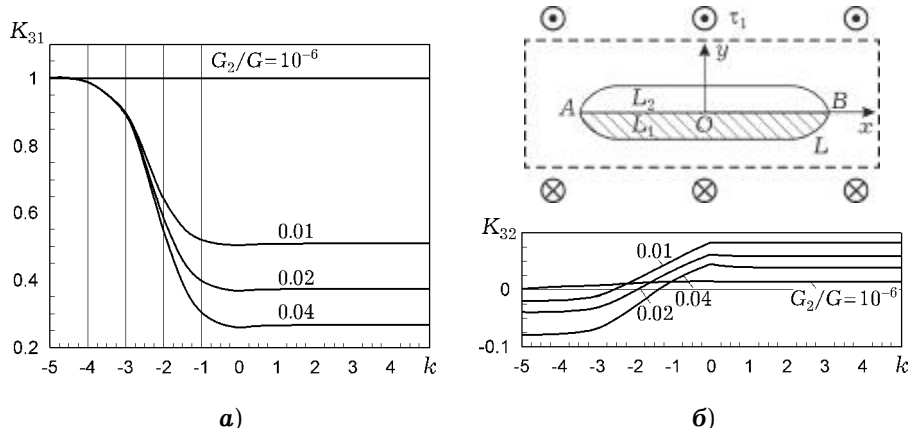 K₃₁
G₂/G=10⁻⁶
1
0.8
0.6
0.4
0.2
0.01
0.02
0.04
-5 -4 -3 -2 -1 0 1 2 3 4 k
а)
τ₁
y
A L₂ B
L₁ O x
L
K₃₂
0.01
0
0.02 0.04 G₂/G=10⁻⁶
-0.1
-5 -4 -3 -2 -1 0 1 2 3 4 k
б)